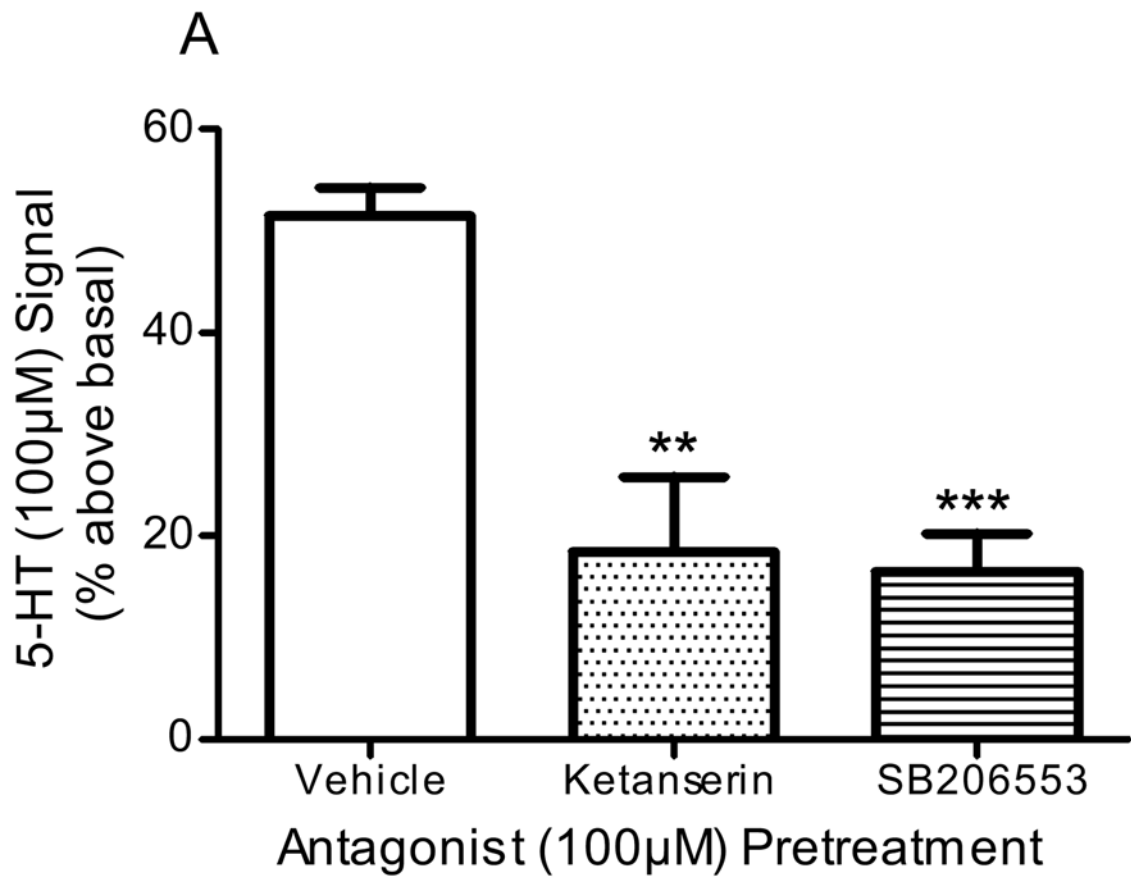 A
5-HT (100μM) Signal
(% above basal)
60
40
20
0
**
***
Vehicle
Ketanserin
SB206553
Antagonist (100μM) Pretreatment